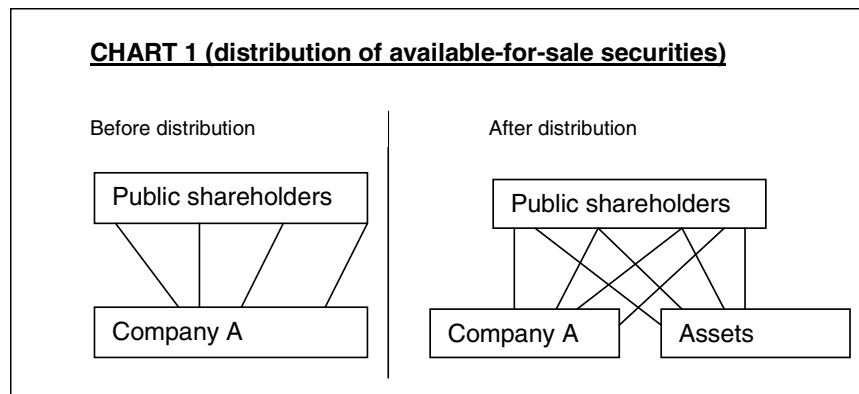 CHART 1 (distribution of available-for-sale securities)
Before distribution
Public shareholders
Company A
After distribution
Public shareholders
Company A
Assets